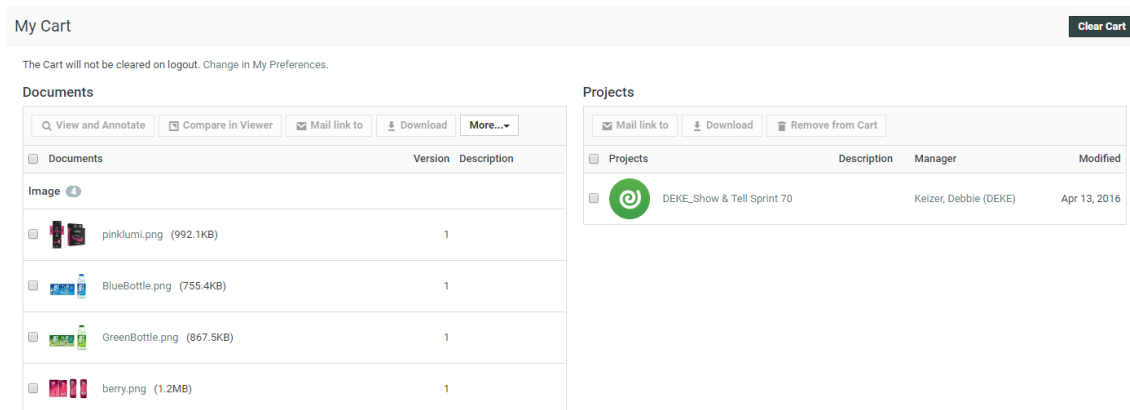 My Cart
Clear Cart
The Cart will not be cleared on logout. Change in My Preferences.
Documents
View and Annotate Compare in Viewer Mail link to Download More...
Documents Version Description
Image 4
pinklumi.png (992.1KB) 1
BlueBottle.png (755.4KB) 1
GreenBottle.png (867.5KB) 1
berry.png (1.2MB) 1
Projects
Mail link to Download Remove from Cart
Projects Description Manager Modified
DEKE_Show & Tell Sprint 70 Keizer, Debbie (DEKE) Apr 13, 2016